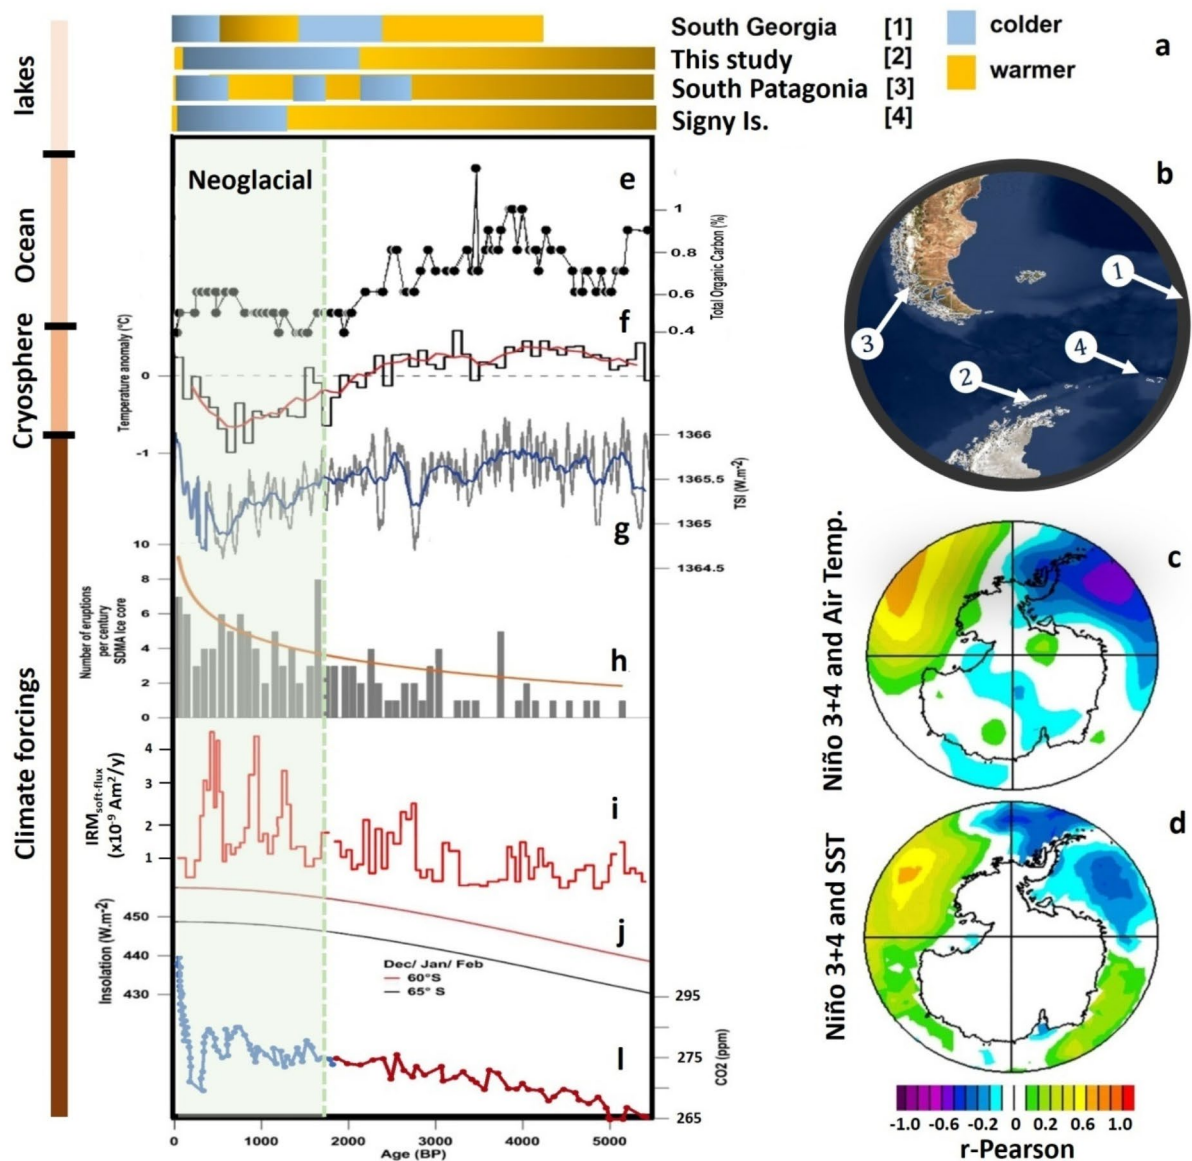 South Georgia [1]
This study [2]
South Patagonia [3]
Signy Is. [4]
colder
warmer
a
lakes
Ocean
Cryosphere
Climate forcings
Neoglacial
e
1
0.8
0.6
0.4
Total Organic Carbon (%)
f
Temperature anomaly (°C)
0
-1
g
1366
1365.5
1365
1364.5
TSI (W.m-2)
h
10
8
6
4
2
0
Number of eruptions
per century
SDMA Ice core
i
4
3
2
1
IRMsoft-flux
(x10-9 Am2/y)
j
450
440
430
Insolation (W.m-2)
Dec/ Jan/ Feb
60°S
65° S
l
295
275
265
CO2 (ppm)
0 1000 2000 3000 4000 5000
Age (BP)
b
1
2
3
4
c
Niño 3+4 and Air Temp.
d
Niño 3+4 and SST
-1.0 -0.6 -0.2 0 0.2 0.6 1.0
r-Pearson